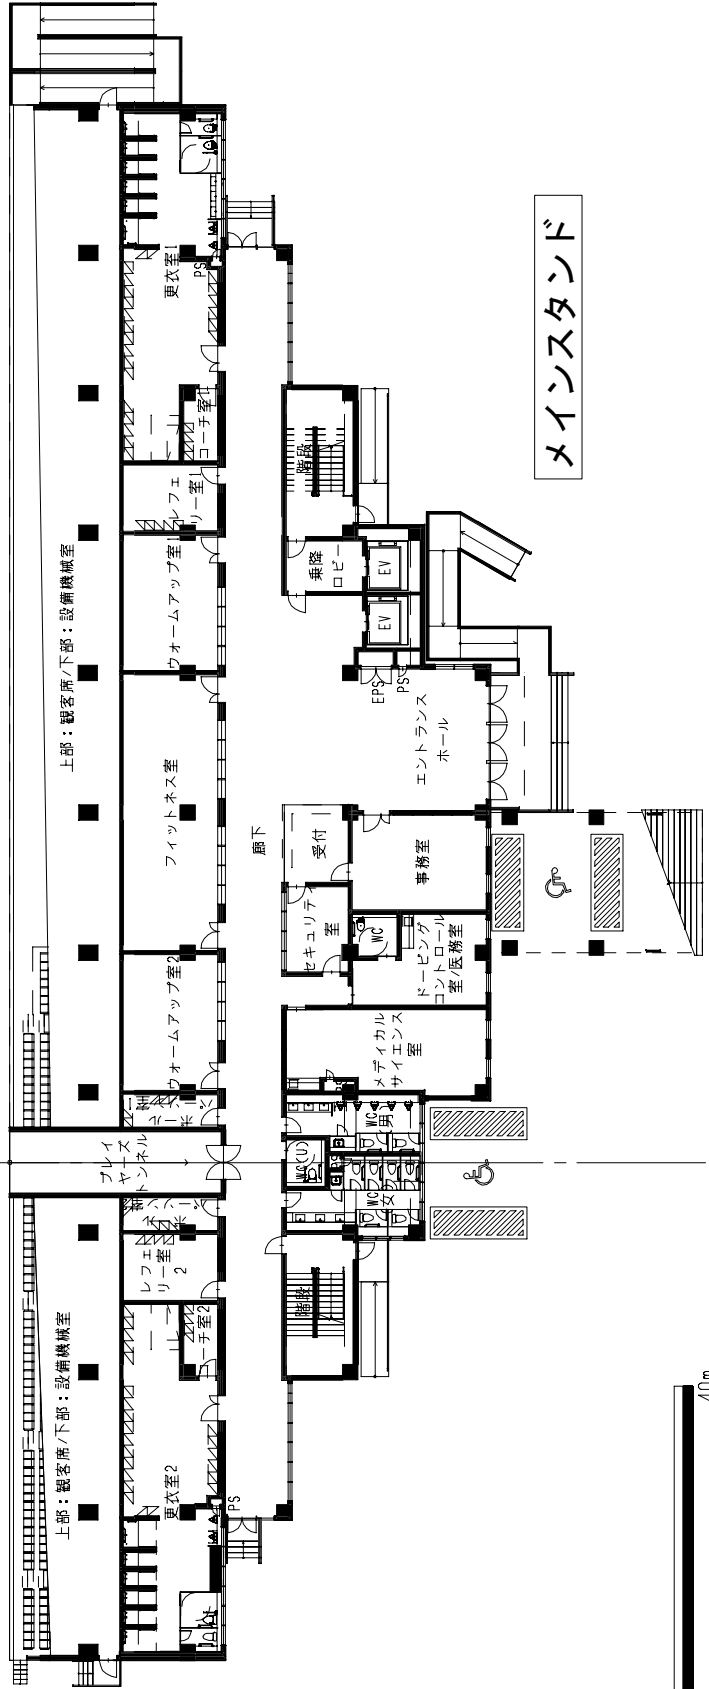 メインスタンド
上部：観客席/下部：設備機械室
上部：観客席/下部：設備機械室
更衣室1
PS
コーチ室1
レフェ
リー室1
ウォームアップ室1
フィットネス室
ウォームアップ室2
プレイ
ヤーズ
トンネル
レフェ
リー室
2
コーチ室2
更衣室2
PS
廊下
階段
乗降
ロビー
EV
EV
EPS
PS
エントランス
ホール
受付
事務室
セキュリティ
室
WC
ドーピング
コントロール
室/医務室
メディカル
サイエンス
室
WC
男
WC(U)
PS
WC
女
階段
40m